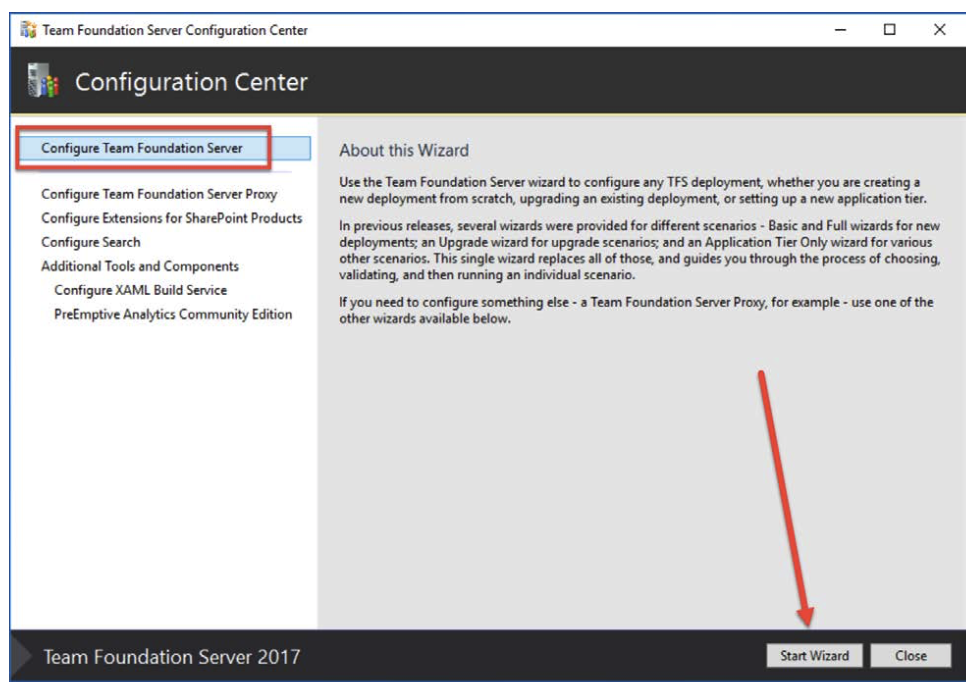 Team Foundation Server Configuration Center
Configuration Center
Configure Team Foundation Server
Configure Team Foundation Server Proxy
Configure Extensions for SharePoint Products
Configure Search
Additional Tools and Components
Configure XAML Build Service
PreEmptive Analytics Community Edition
About this Wizard
Use the Team Foundation Server wizard to configure any TFS deployment, whether you are creating a
new deployment from scratch, upgrading an existing deployment, or setting up a new application tier.
In previous releases, several wizards were provided for different scenarios - Basic and Full wizards for new
deployments; an Upgrade wizard for upgrade scenarios; and an Application Tier Only wizard for various
other scenarios. This single wizard replaces all of those, and guides you through the process of choosing,
validating, and then running an individual scenario.
If you need to configure something else - a Team Foundation Server Proxy, for example - use one of the
other wizards available below.
Team Foundation Server 2017
Start Wizard
Close